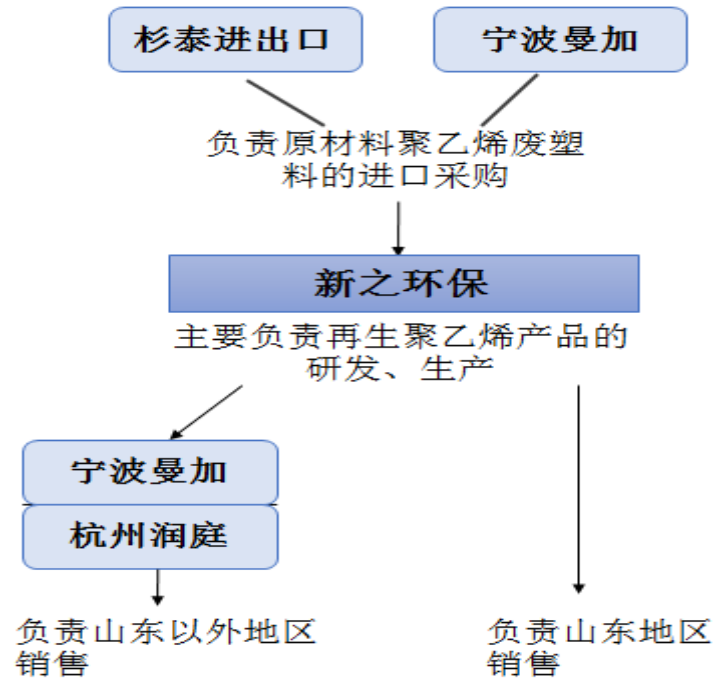 杉泰进出口
宁波曼加
负责原材料聚乙烯废塑
料的进口采购
新之环保
主要负责再生聚乙烯产品的
研发、生产
宁波曼加
杭州润庭
负责山东以外地区
销售
负责山东地区
销售